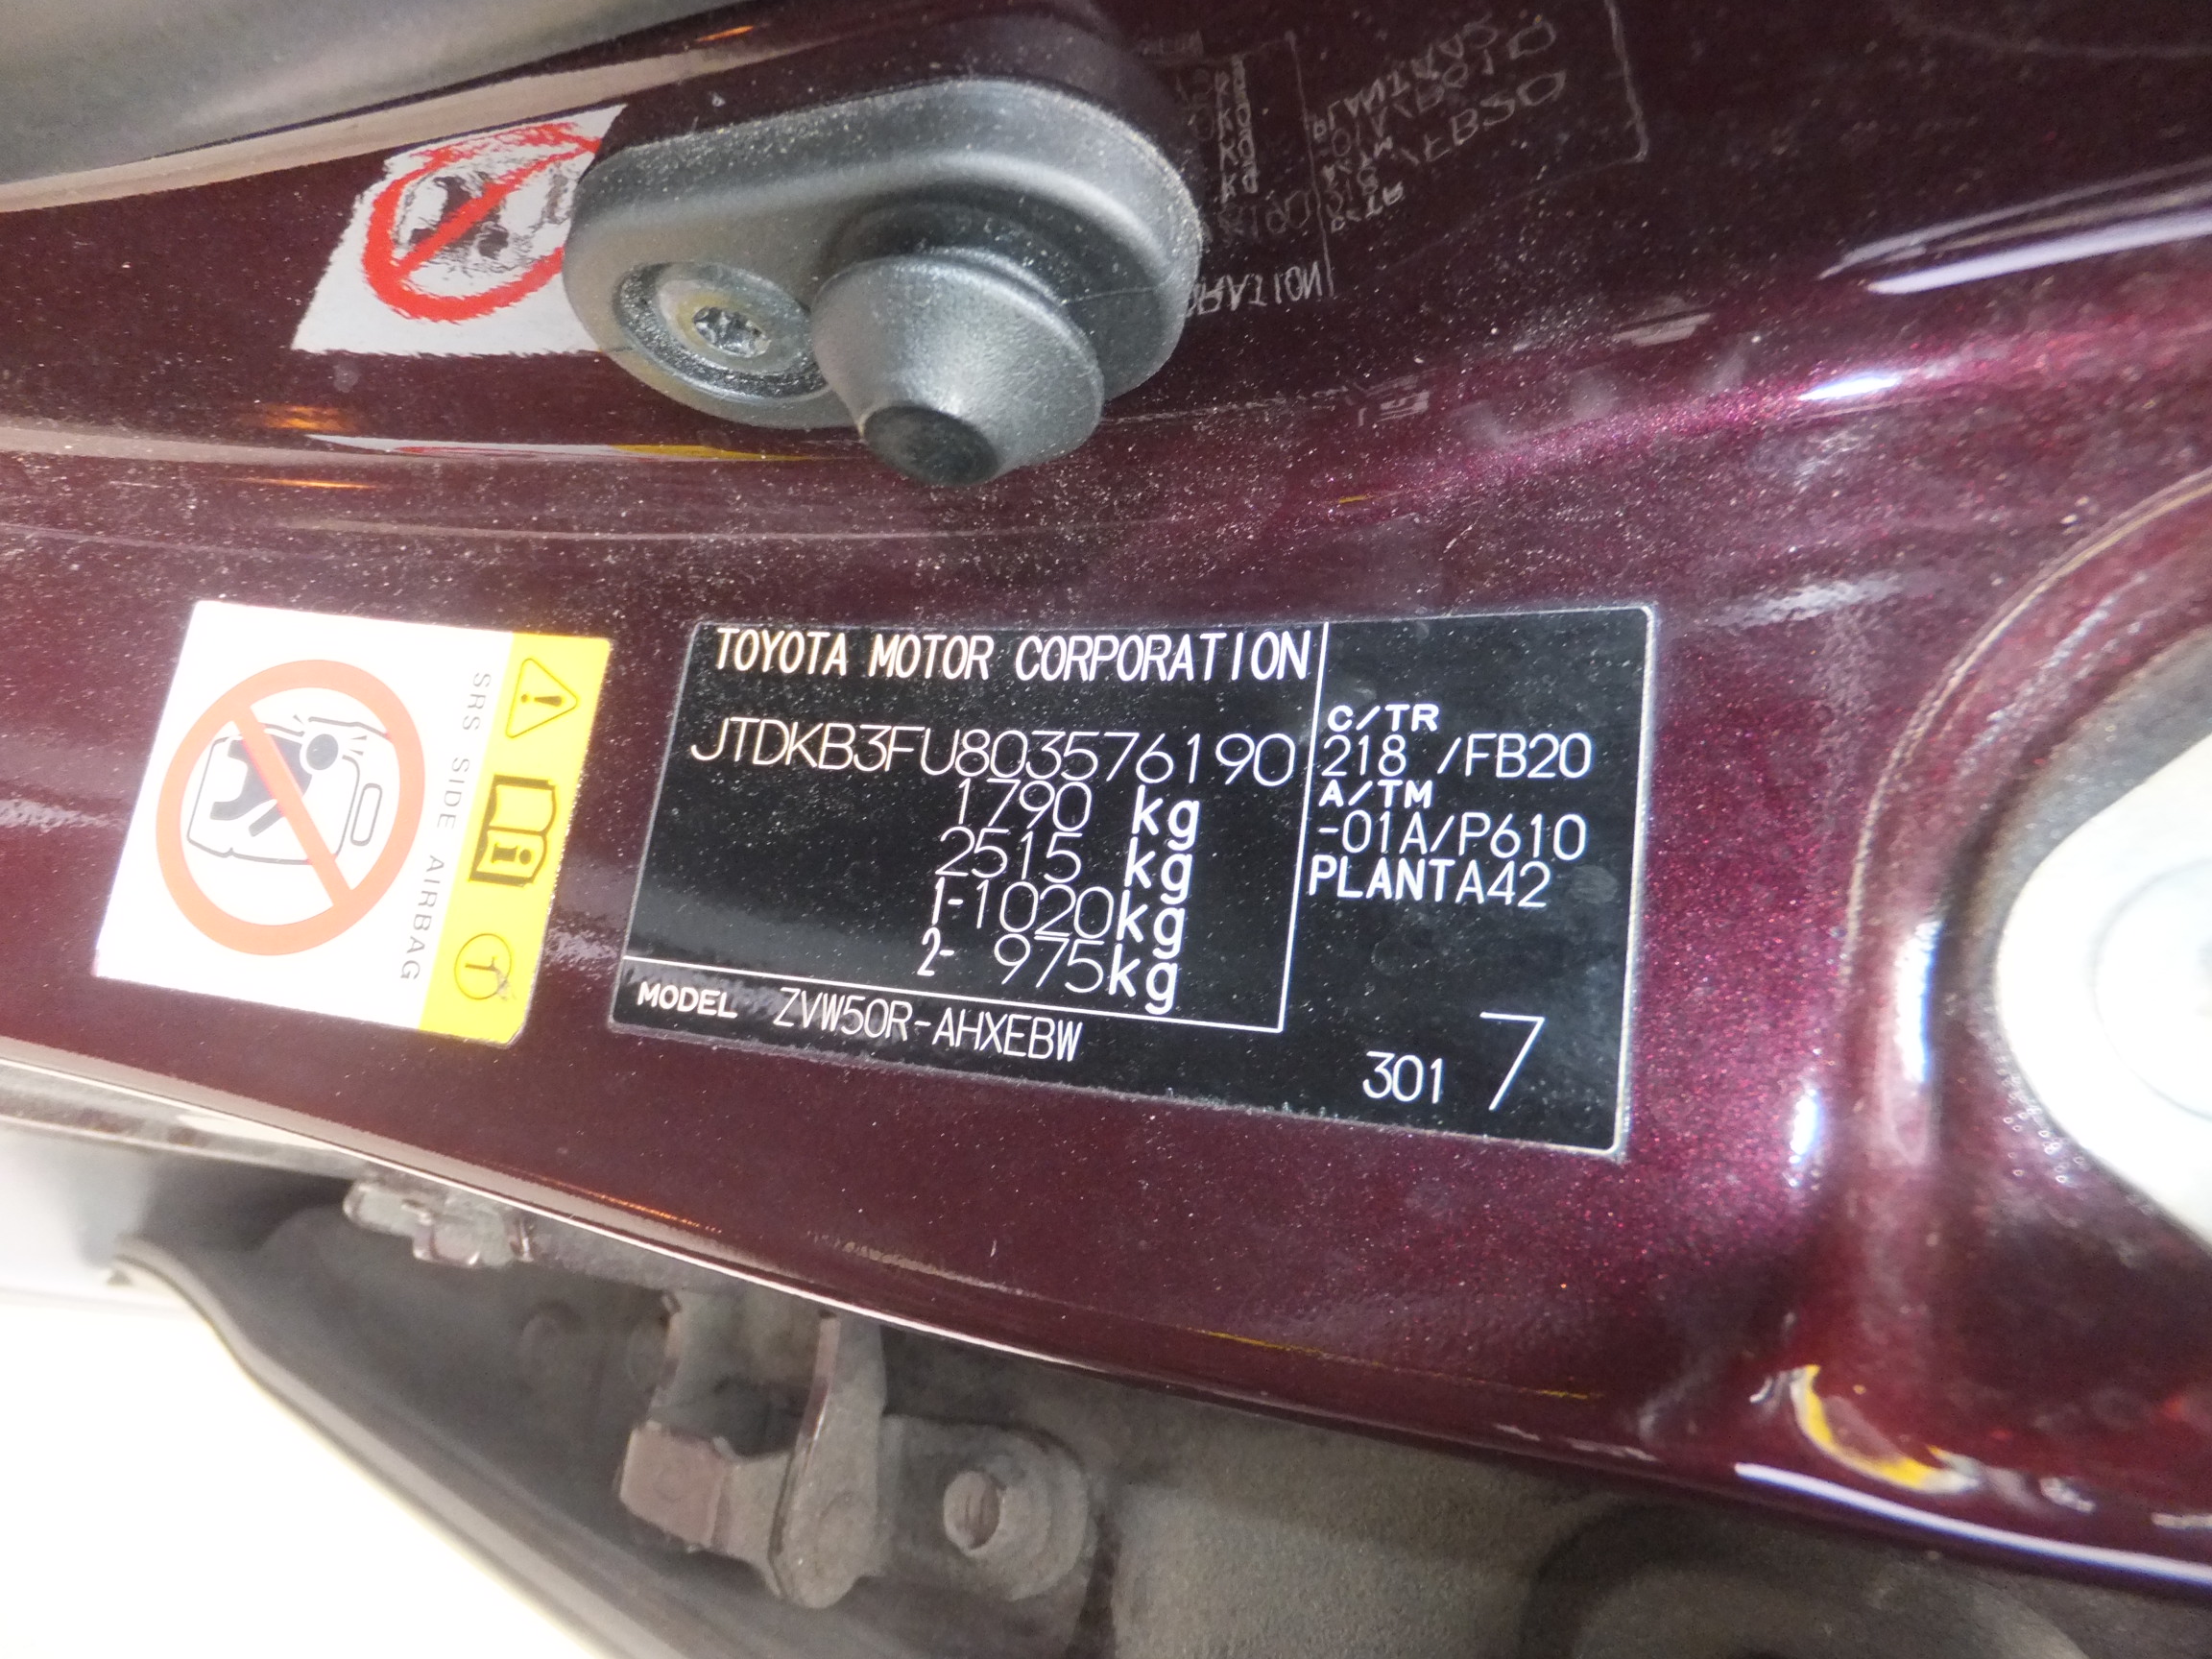 TOYOTA MOTOR CORPORATION
JTDKB3FU803576190
1790 kg
2515 kg
1-1020kg
2- 975kg
MODEL ZVW50R-AHXEBW
C/TR
218 /FB20
A/TM
-01A/P610
PLANTA42
301 7
SRS SIDE AIRBAG